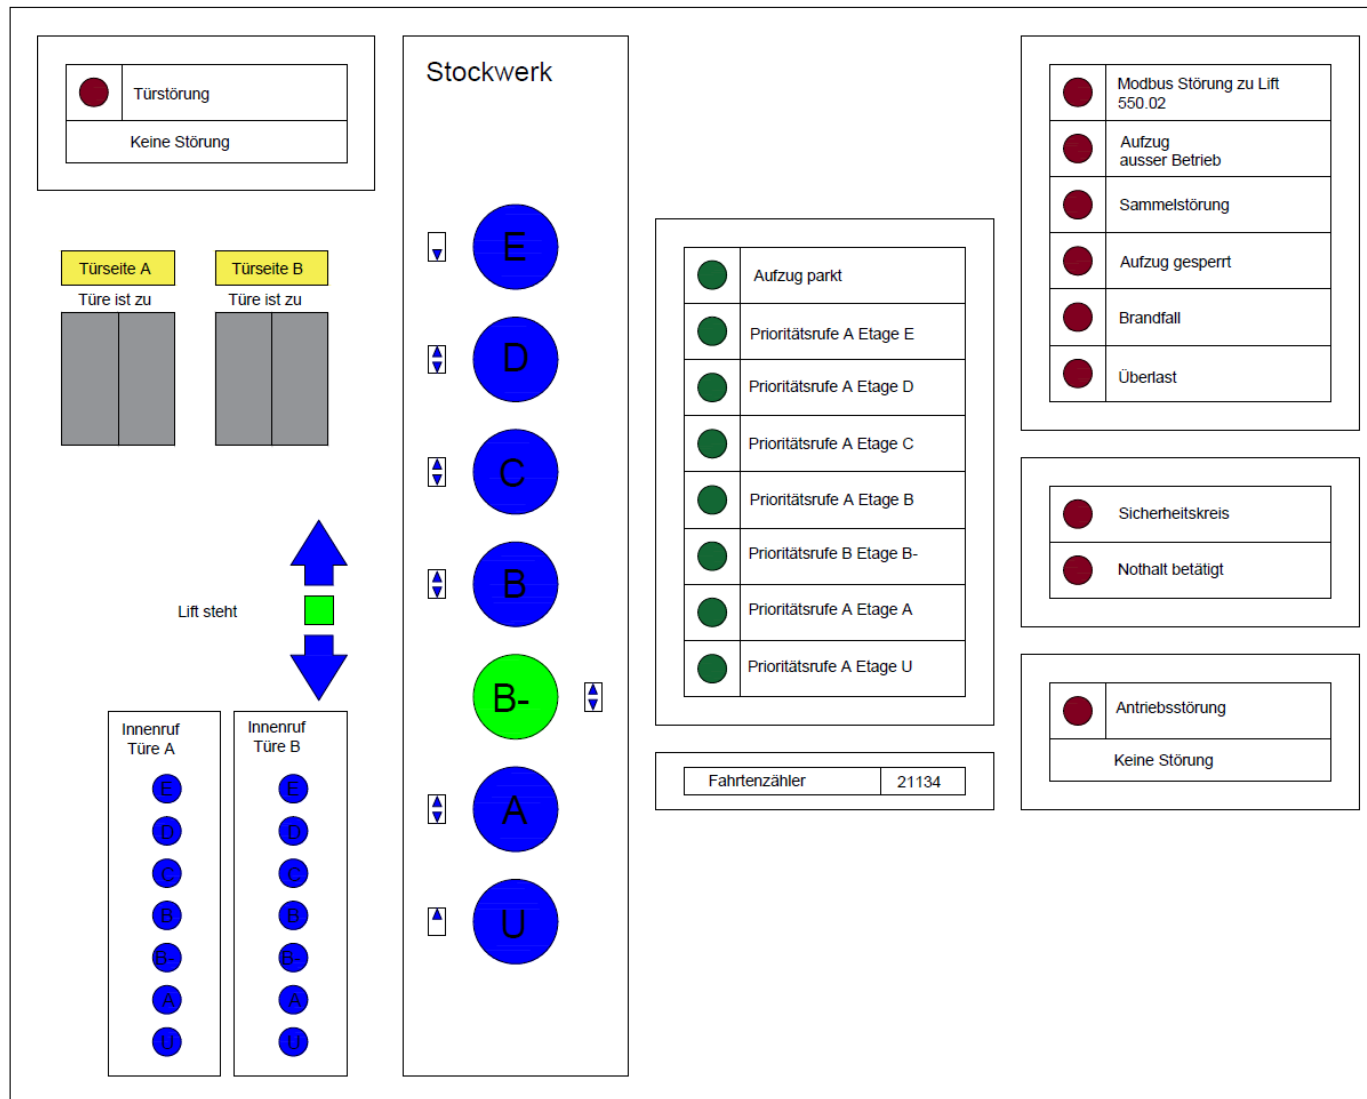 Türstörung
Keine Störung
Türseite A
Türseite B
Türe ist zu
Türe ist zu
Lift steht
Innenruf
Türe A
E
D
C
B
B-
A
U
Innenruf
Türe B
E
D
C
B
B-
A
U
Stockwerk
E
D
C
B
B-
A
U
Aufzug parkt
Prioritätsrufe A Etage E
Prioritätsrufe A Etage D
Prioritätsrufe A Etage C
Prioritätsrufe A Etage B
Prioritätsrufe B Etage B-
Prioritätsrufe A Etage A
Prioritätsrufe A Etage U
Fahrtenzähler 21134
Modbus Störung zu Lift
550.02
Aufzug
ausser Betrieb
Sammelstörung
Aufzug gesperrt
Brandfall
Überlast
Sicherheitskreis
Nothalt betätigt
Antriebsstörung
Keine Störung